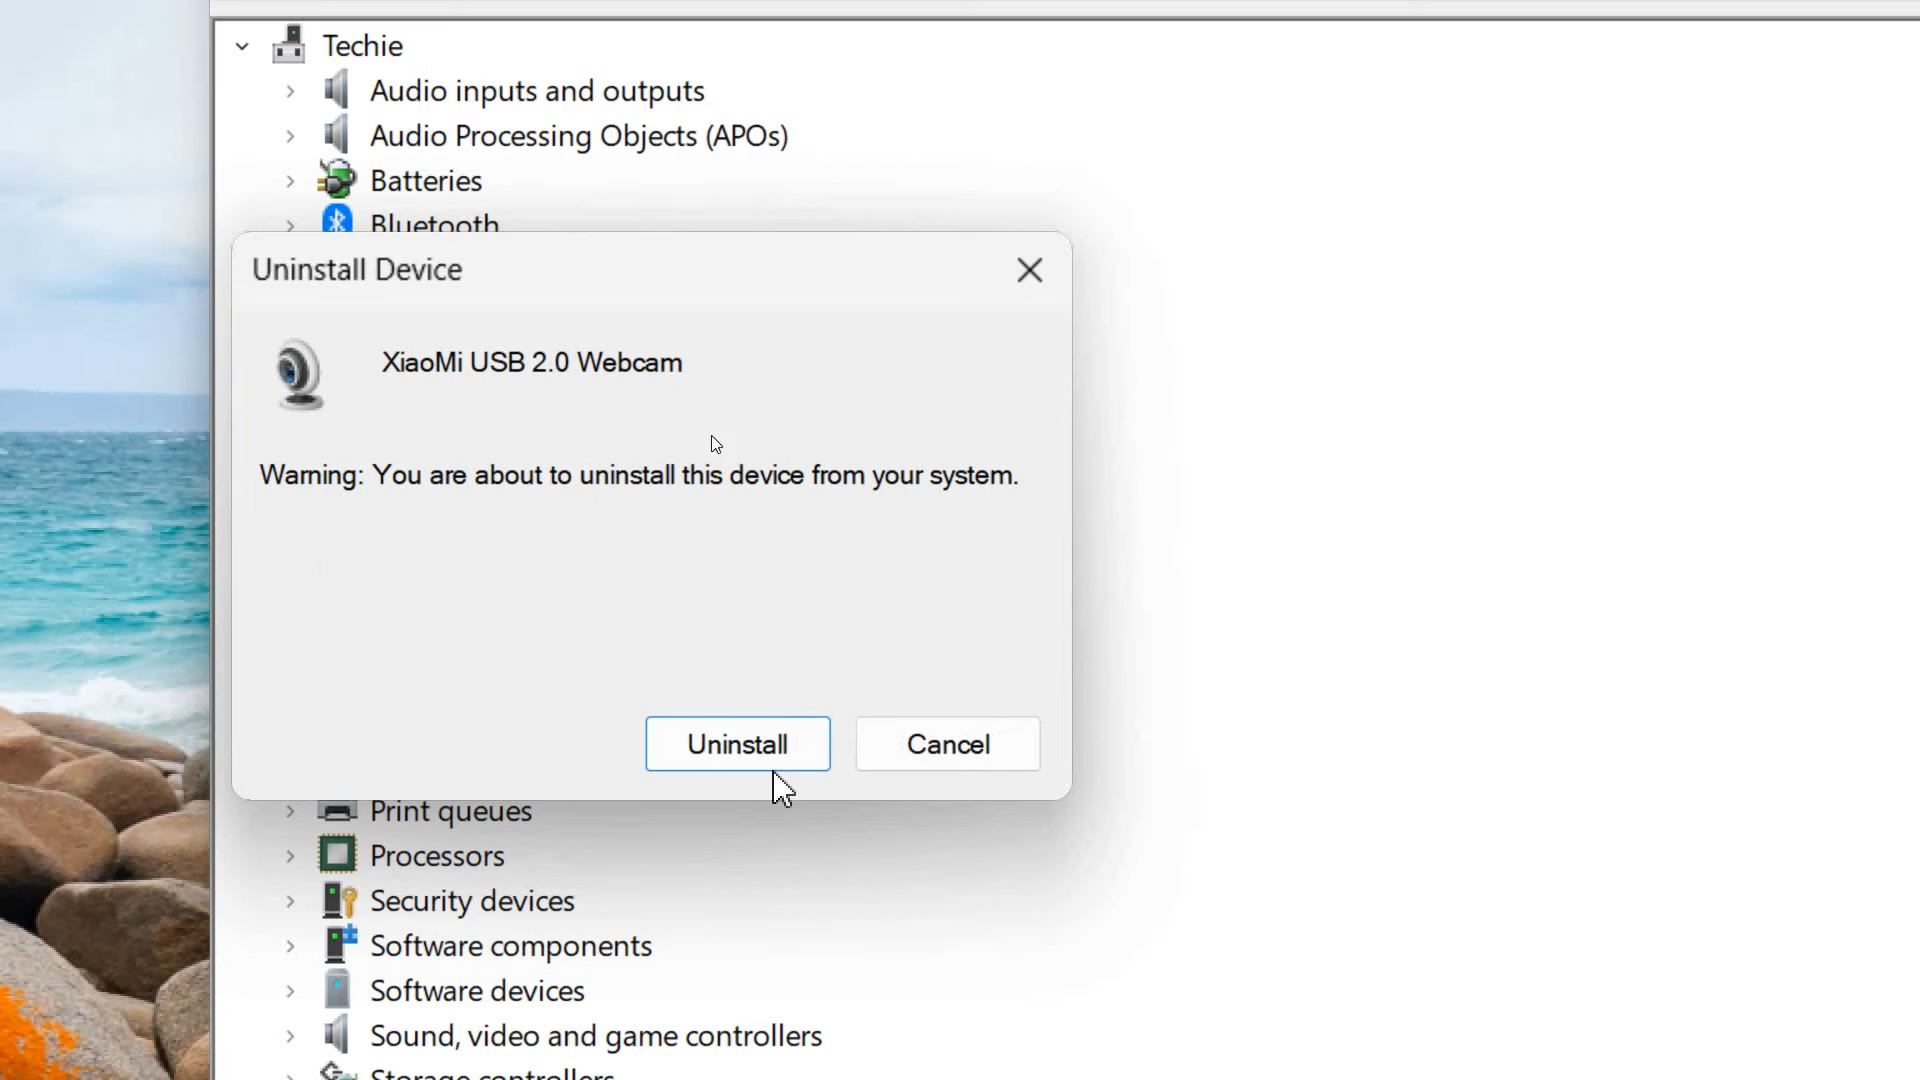 Techie
Audio inputs and outputs
Audio Processing Objects (APOs)
Batteries
Bluetooth
Uninstall Device
XiaoMi USB 2.0 Webcam
Warning: You are about to uninstall this device from your system.
Uninstall
Cancel
Print queues
Processors
Security devices
Software components
Software devices
Sound, video and game controllers
Storage controllers